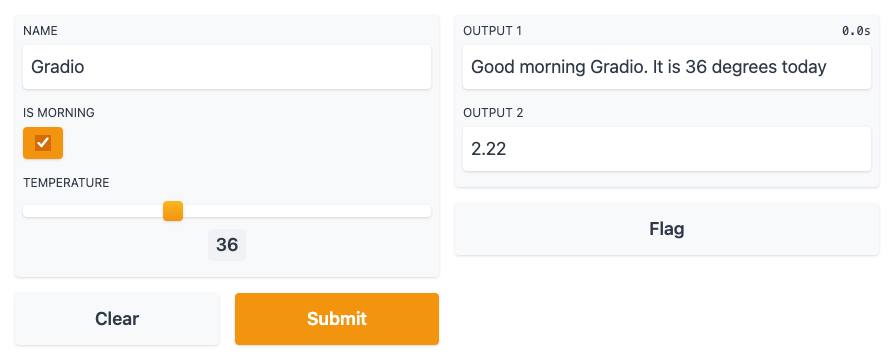 NAME
Gradio
IS MORNING
TEMPERATURE
36
Clear
Submit
OUTPUT 1
0.0s
Good morning Gradio. It is 36 degrees today
OUTPUT 2
2.22
Flag